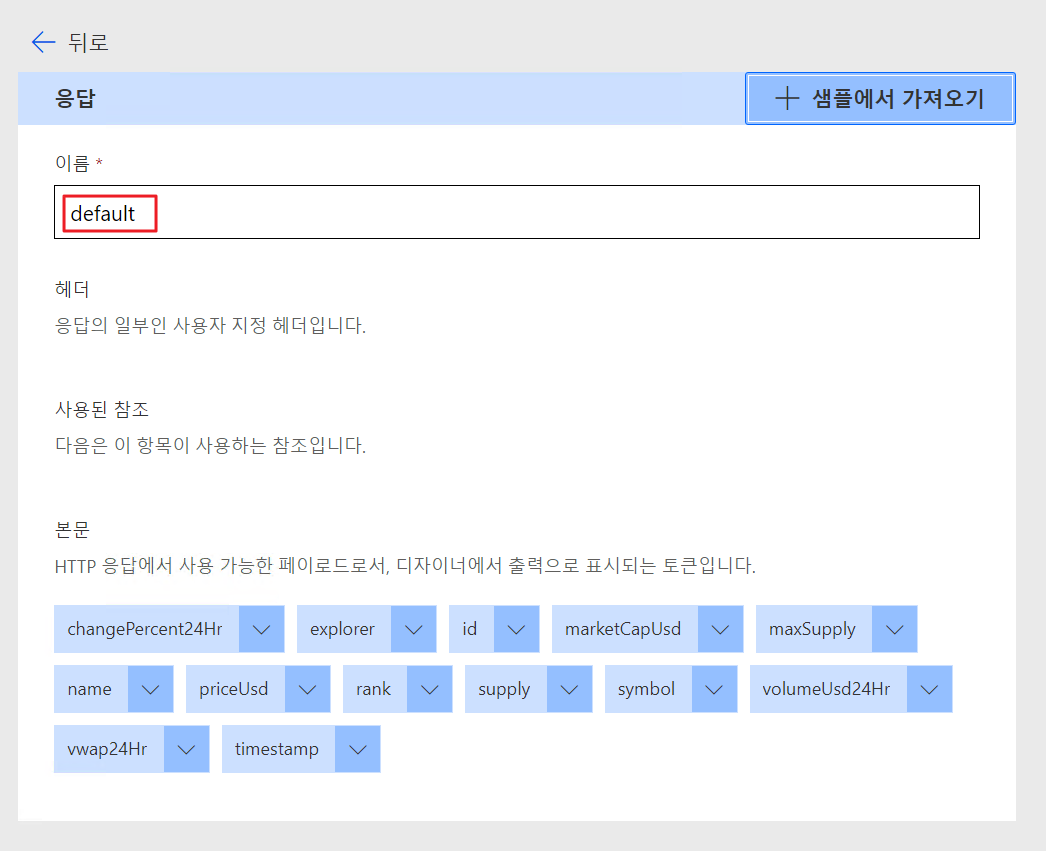 뒤로
응답
샘플에서 가져오기
이름 *
default
헤더
응답의 일부인 사용자 지정 헤더입니다.
사용된 참조
다음은 이 항목이 사용하는 참조입니다.
본문
HTTP 응답에서 사용 가능한 페이로드로서, 디자이너에서 출력으로 표시되는 토큰입니다.
changePercent24Hr explorer id marketCapUsd maxSupply
name priceUsd rank supply symbol volumeUsd24Hr
vwap24Hr timestamp